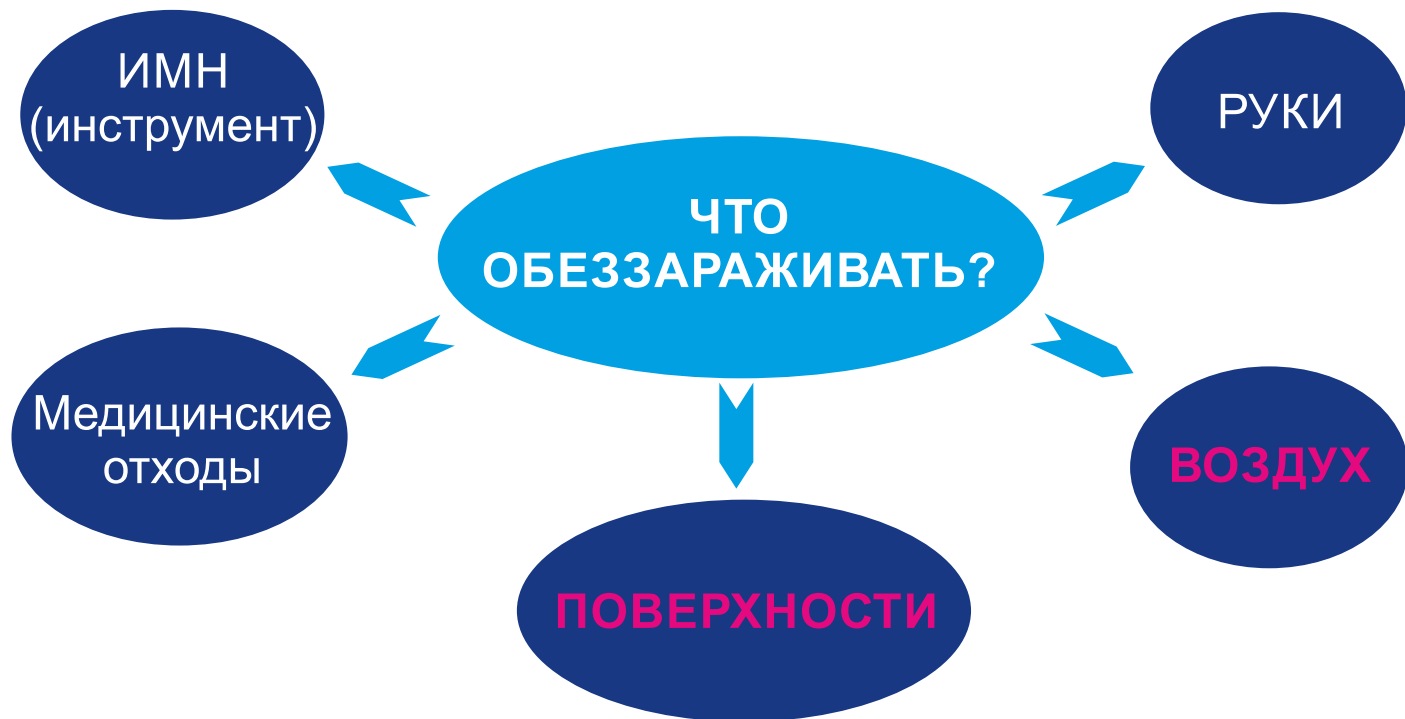 ИМН
(инструмент)
РУКИ
ЧТО
ОБЕЗЗАРАЖИВАТЬ?
Медицинские
отходы
ВОЗДУХ
ПОВЕРХНОСТИ